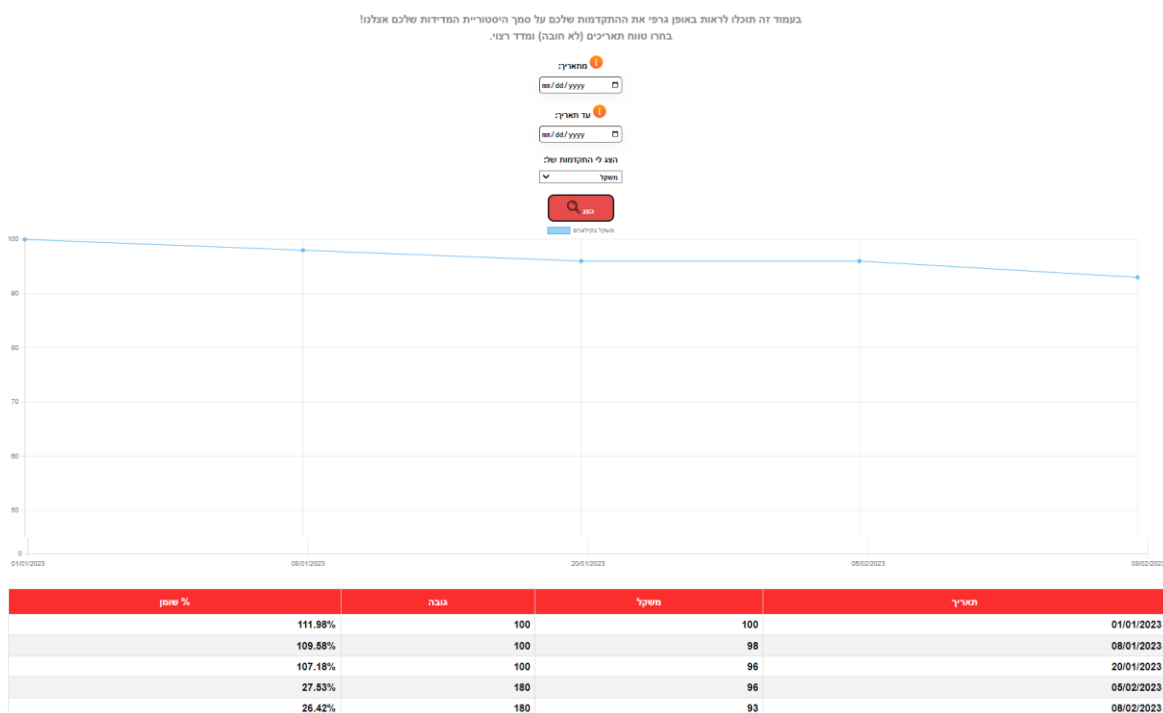 בעמוד זה תוכלו לראות באופן גרפי את ההתקדמות שלכם על סמך היסטוריית המדידות שלכם אצלנו!
בחרו טווח תאריכים (לא חובה) ומדד רצוי.
מתאריך:
mm/dd/yyyy
עד תאריך:
mm/dd/yyyy
הצג לי התקדמות של:
משקל
הצג
משקל בקילוגרם
100
90
80
70
60
50
0
01/01/2023 08/01/2023 20/01/2023 05/02/2023 08/02/2023
תאריך משקל גובה % שומן
01/01/2023 100 100 111.98%
08/01/2023 98 100 109.58%
20/01/2023 96 100 107.18%
05/02/2023 96 180 27.53%
08/02/2023 93 180 26.42%